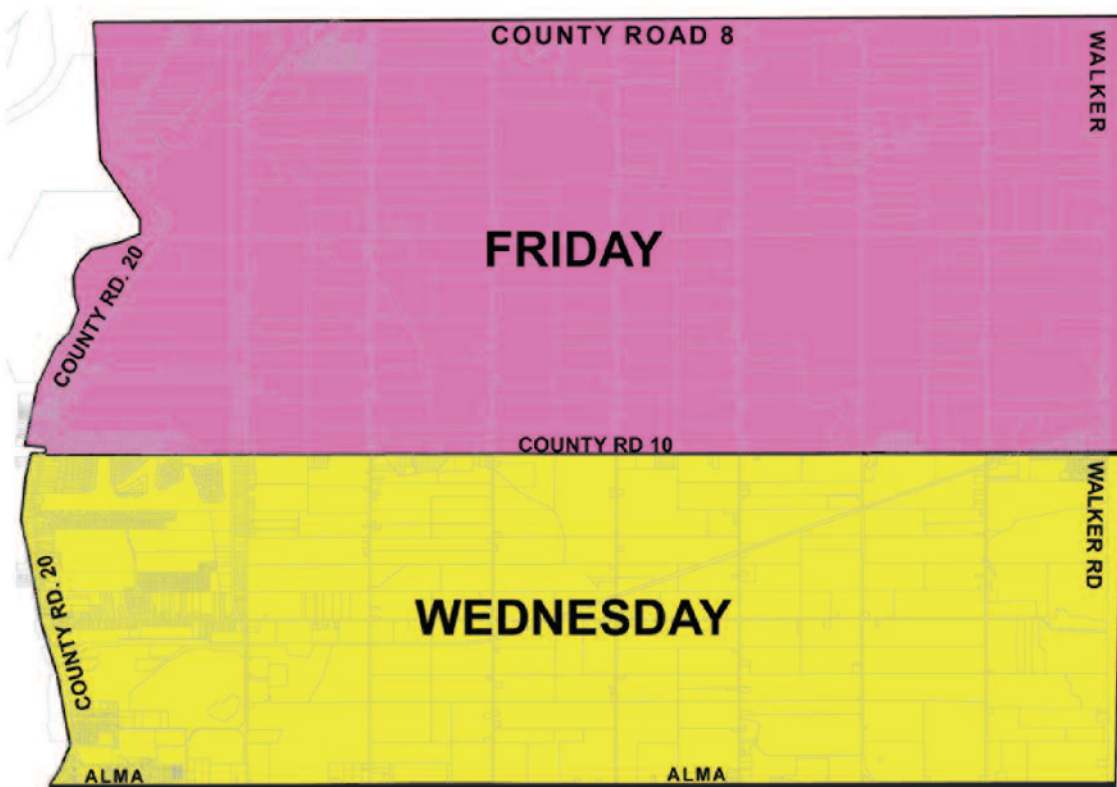 COUNTY ROAD 8
WALKER
FRIDAY
COUNTY RD. 20
COUNTY RD 10
WALKER RD
COUNTY RD. 20
WEDNESDAY
ALMA
ALMA